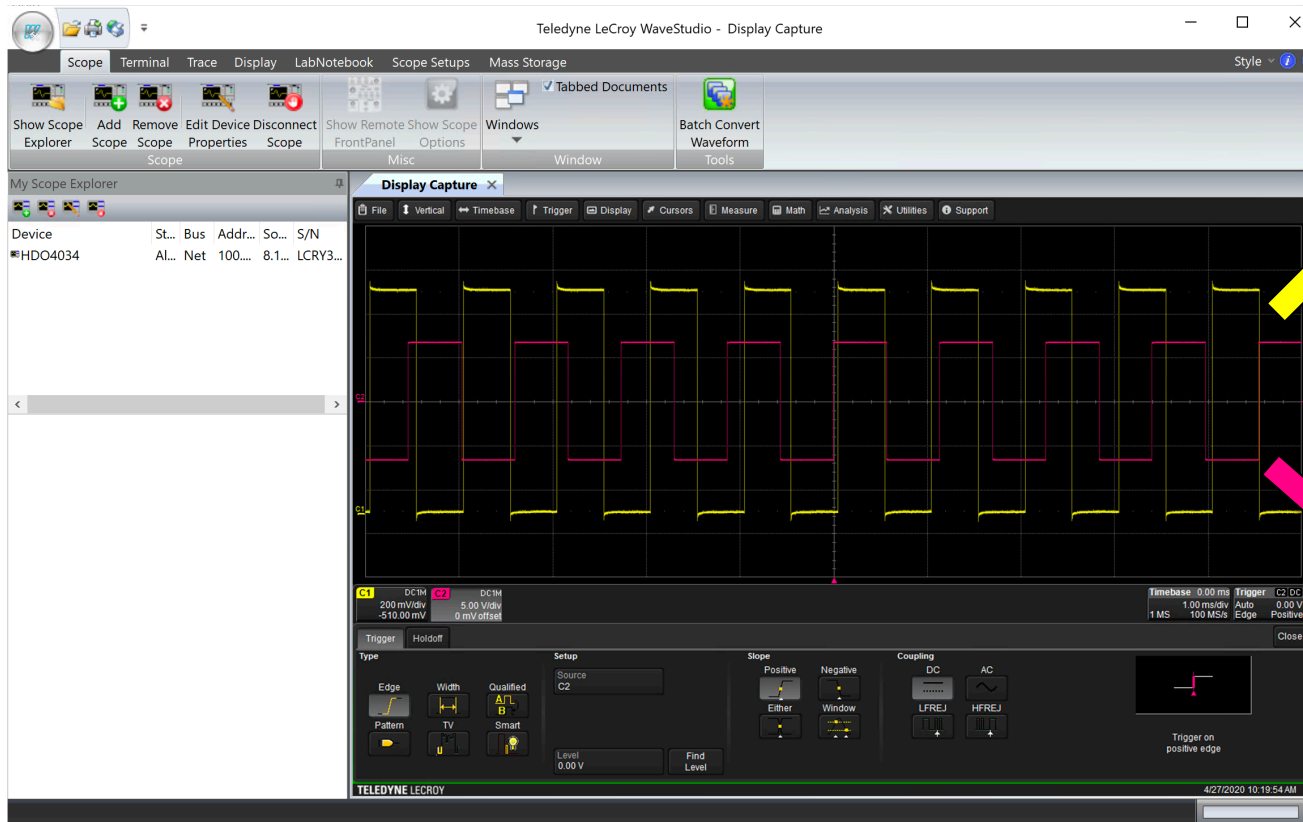 Teledyne LeCroy WaveStudio - Display Capture
Scope Terminal Trace Display LabNotebook Scope Setups Mass Storage Style
Show Scope Explorer
Add Scope
Remove Scope
Edit Device Properties
Disconnect Scope
Show Remote FrontPanel
Show Scope Options
Windows
Tabbed Documents
Batch Convert Waveform
Scope Misc Window Tools
My Scope Explorer
Device St... Bus Addr... So... S/N
HDO4034 Al... Net 100.... 8.1... LCRY3...
Display Capture
File Vertical Timebase Trigger Display Cursors Measure Math Analysis Utilities Support
C2
C1
C1 DC1M
200 mV/div
-510.00 mV
C2 DC1M
5.00 V/div
0 mV offset
Timebase 0.00 ms
1.00 ms/div
1 MS 100 MS/s
Trigger C2 DC
Auto 0.00 V
Edge Positive
Trigger Holdoff Close
Type
Edge Width Qualified
A
B
Pattern TV Smart
Setup
Source
C2
Level
0.00 V
Find Level
Slope
Positive Negative
Either Window
Coupling
DC AC
LFREJ HFREJ
Trigger on
positive edge
TELEDYNE LECROY 4/27/2020 10:19:54 AM